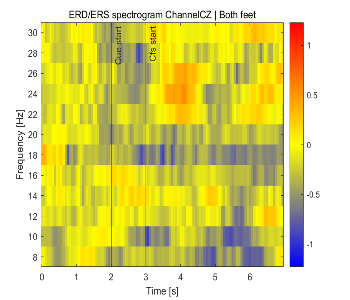 ERD/ERS spectrogram ChannelCZ | Both feet
Frequency [Hz]
30
28
26
24
22
20
18
16
14
12
10
8
Cue start
Cfs start
1
0.5
0
-0.5
-1
0 1 2 3 4 5 6
Time [s]